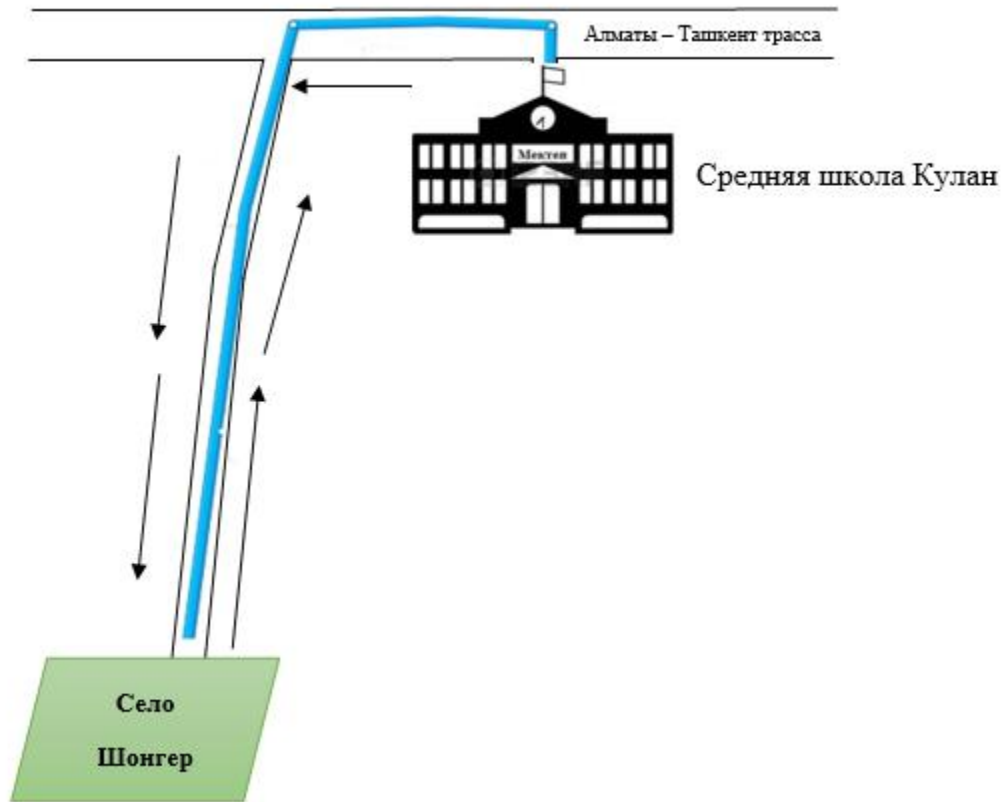 Алматы – Ташкент трасса
Мектеп
Средняя школа Кулан
Село
Шонгер